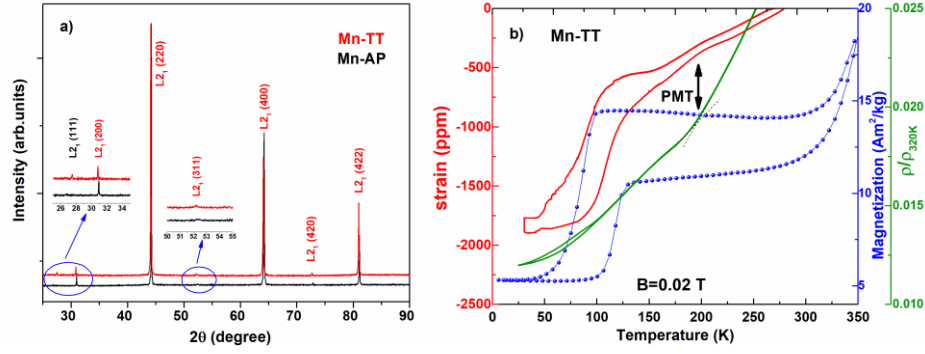 a)
Mn-TT
Mn-AP
L2₁ (220)
L2₁ (111)
L2₁ (200)
L2₁ (311)
L2₁ (400)
L2₁ (420)
L2₁ (422)
26 28 30 32 34
50 51 52 53 54 55
Intensity (arb.units)
30 40 50 60 70 80 90
2θ (degree)
b)
Mn-TT
PMT
B=0.02 T
0
-500
-1000
-1500
-2000
-2500
strain (ppm)
0 50 100 150 200 250 300 350
Temperature (K)
20
15
10
5
Magnetization (Am²/kg)
0.025
0.020
0.015
0.010
ρ/ρ320K